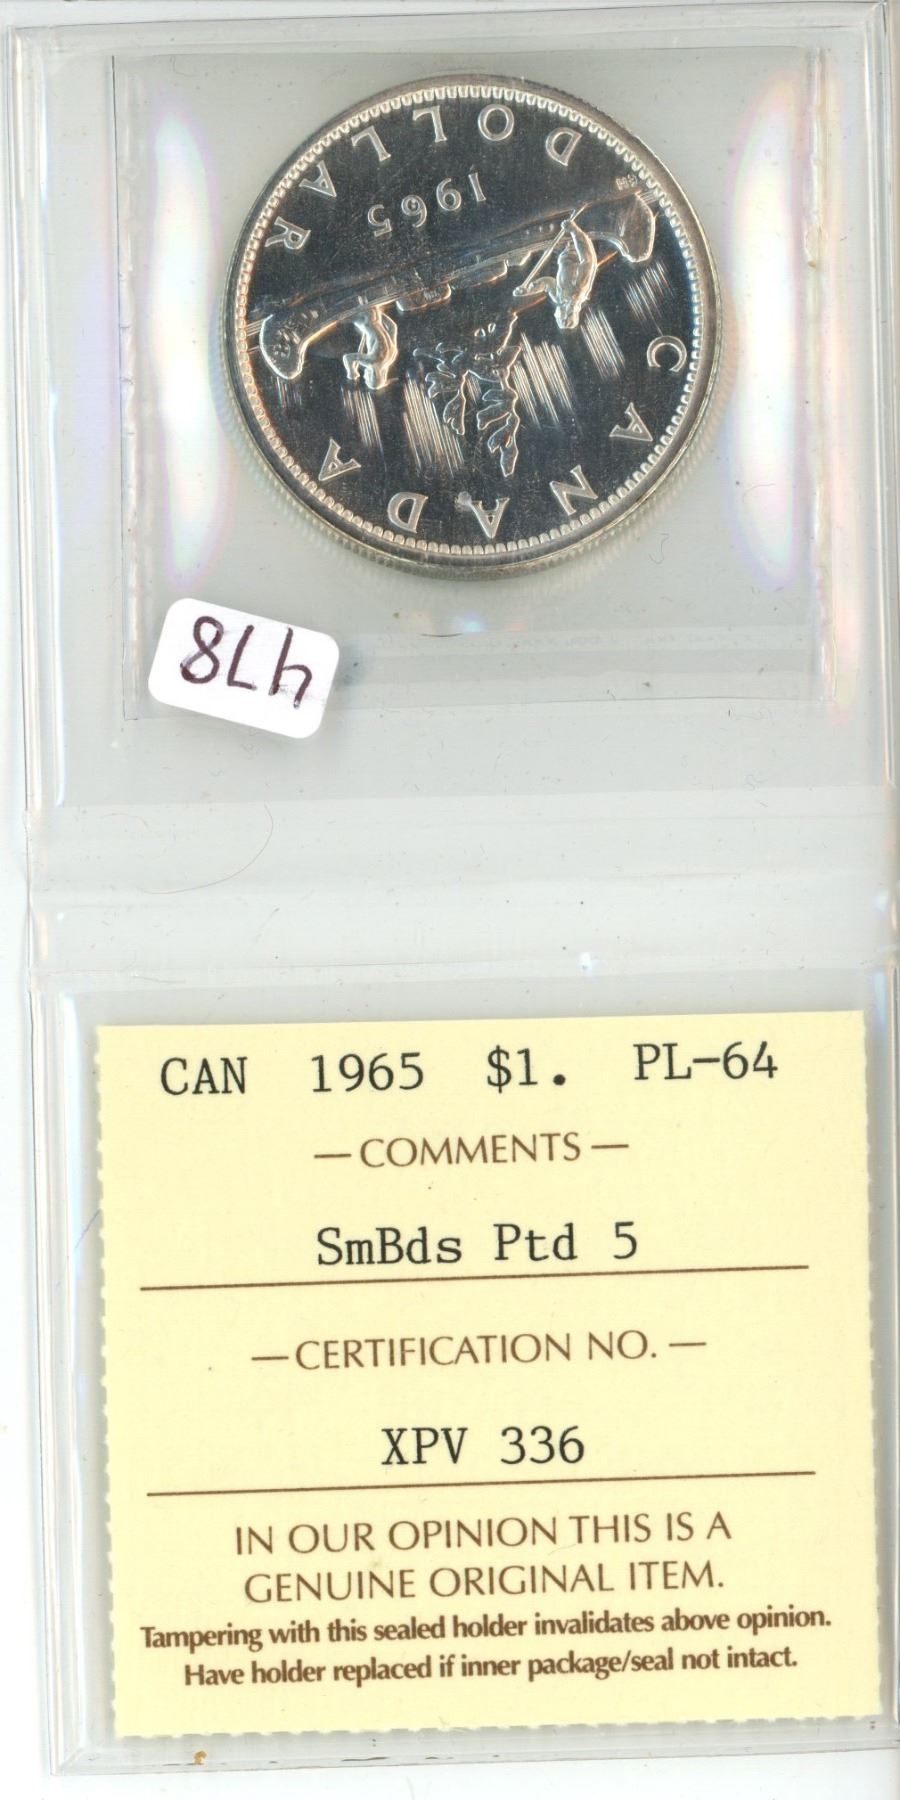 CANADA
1965
DOLLAR
478
CAN 1965 $1. PL-64
— COMMENTS —
SmBds Ptd 5
— CERTIFICATION NO. —
XPV 336
IN OUR OPINION THIS IS A
GENUINE ORIGINAL ITEM.
Tampering with this sealed holder invalidates above opinion.
Have holder replaced if inner package/seal not intact.